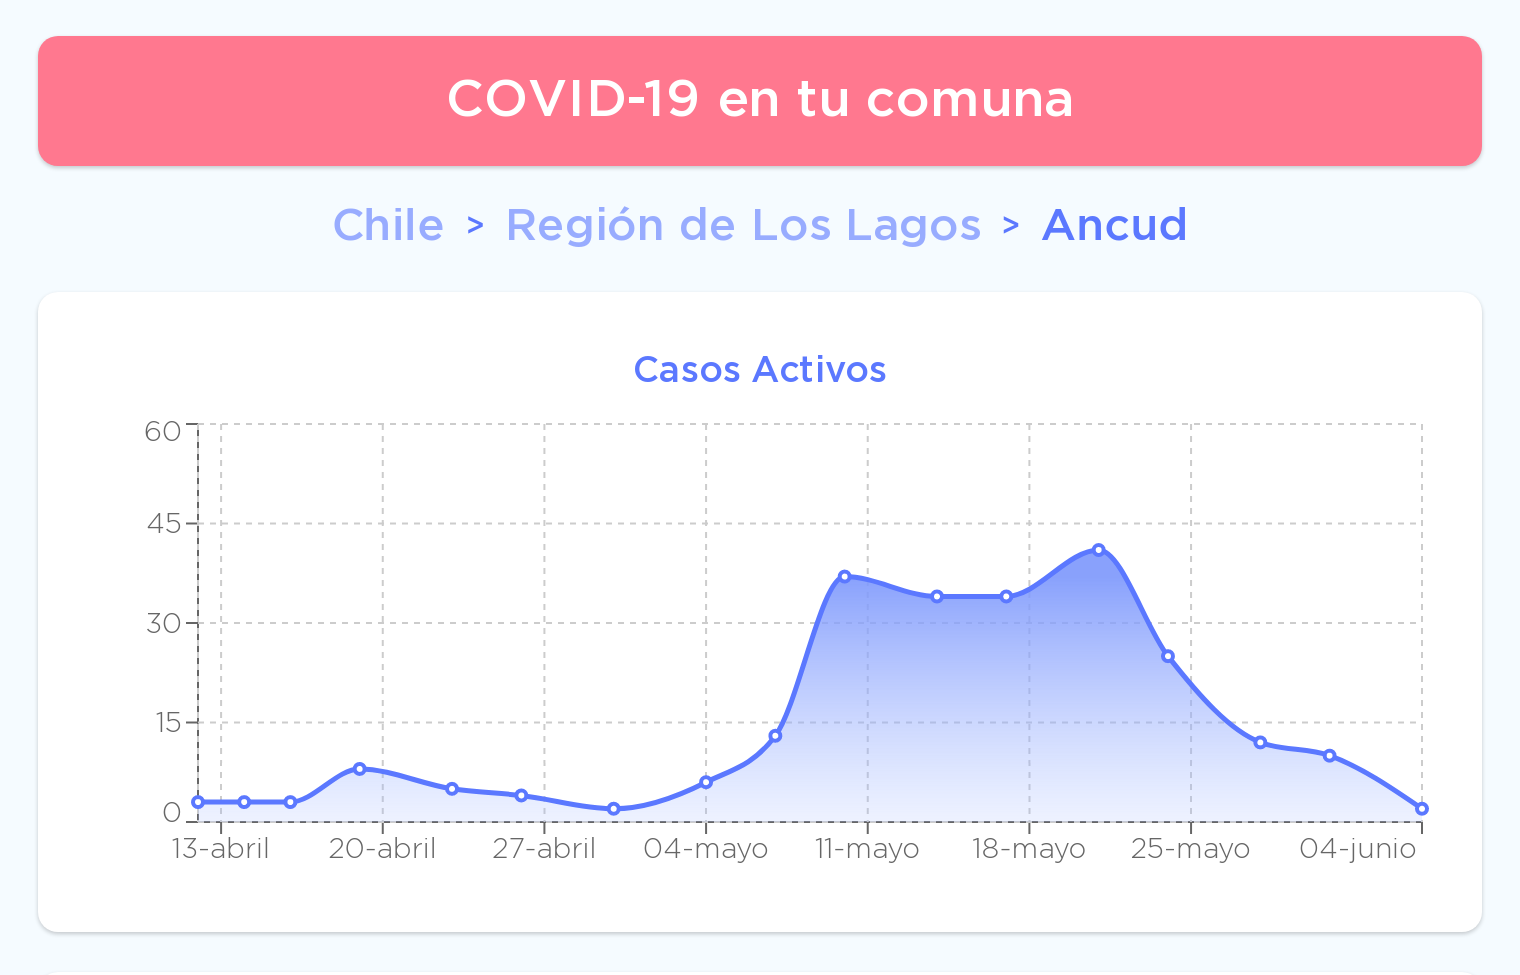 COVID-19 en tu comuna
Chile > Región de Los Lagos > Ancud
Casos Activos
60
45
30
15
0
13-abril 20-abril 27-abril 04-mayo 11-mayo 18-mayo 25-mayo 04-junio